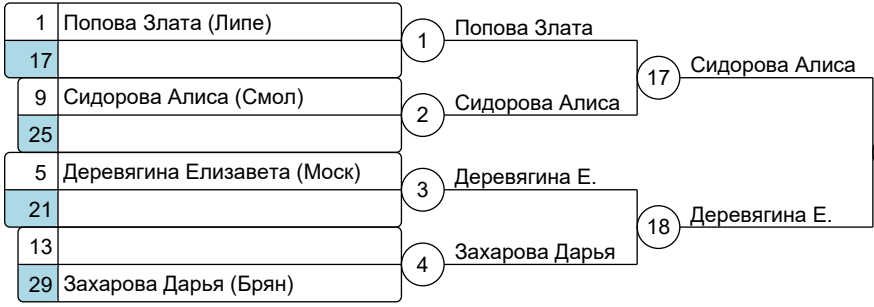 1 Попова Злата (Липе)
17
1 Попова Злата
9 Сидорова Алиса (Смол)
25
2 Сидорова Алиса
17 Сидорова Алиса
5 Деревягина Елизавета (Моск)
21
3 Деревягина Е.
13
29 Захарова Дарья (Брян)
4 Захарова Дарья
18 Деревягина Е.